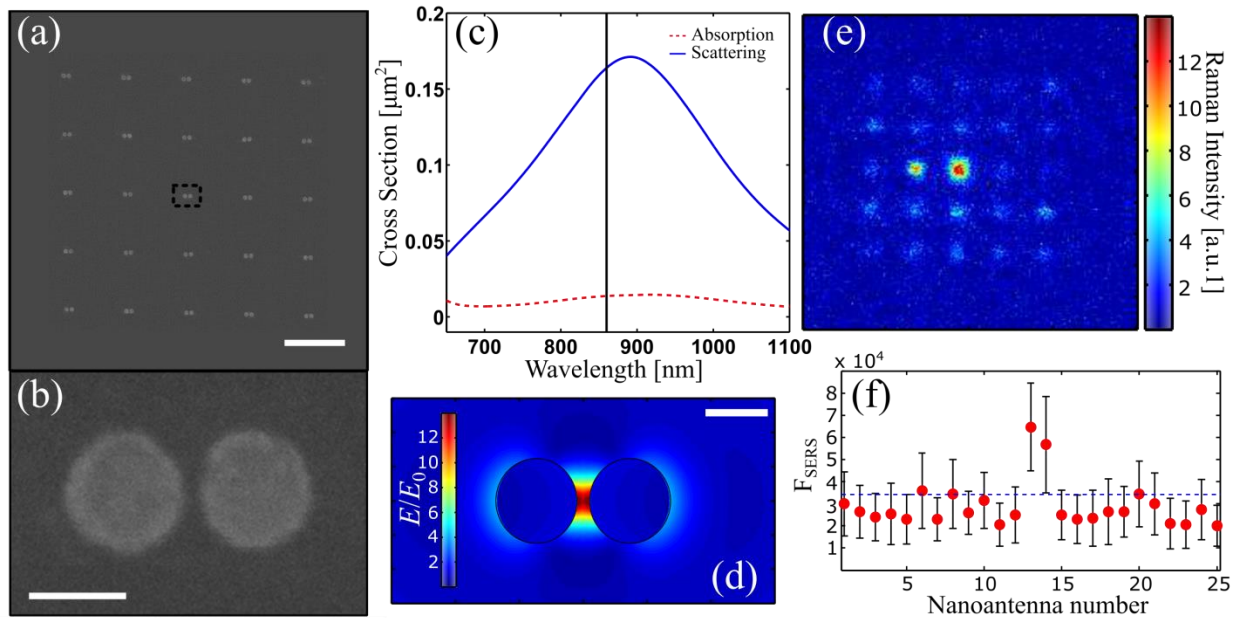 (a)
(b)
(c)
Absorption
Scattering
0.2
0.15
0.1
0.05
0
Cross Section [μm²]
700
800
900
1000
1100
Wavelength [nm]
E/E₀
12
10
8
6
4
2
(d)
(e)
12
10
8
6
4
2
Raman Intensity [a.u.1]
x 10⁴
(f)
8
7
6
5
4
3
2
1
F_SERS
5
10
15
20
25
Nanoantenna number